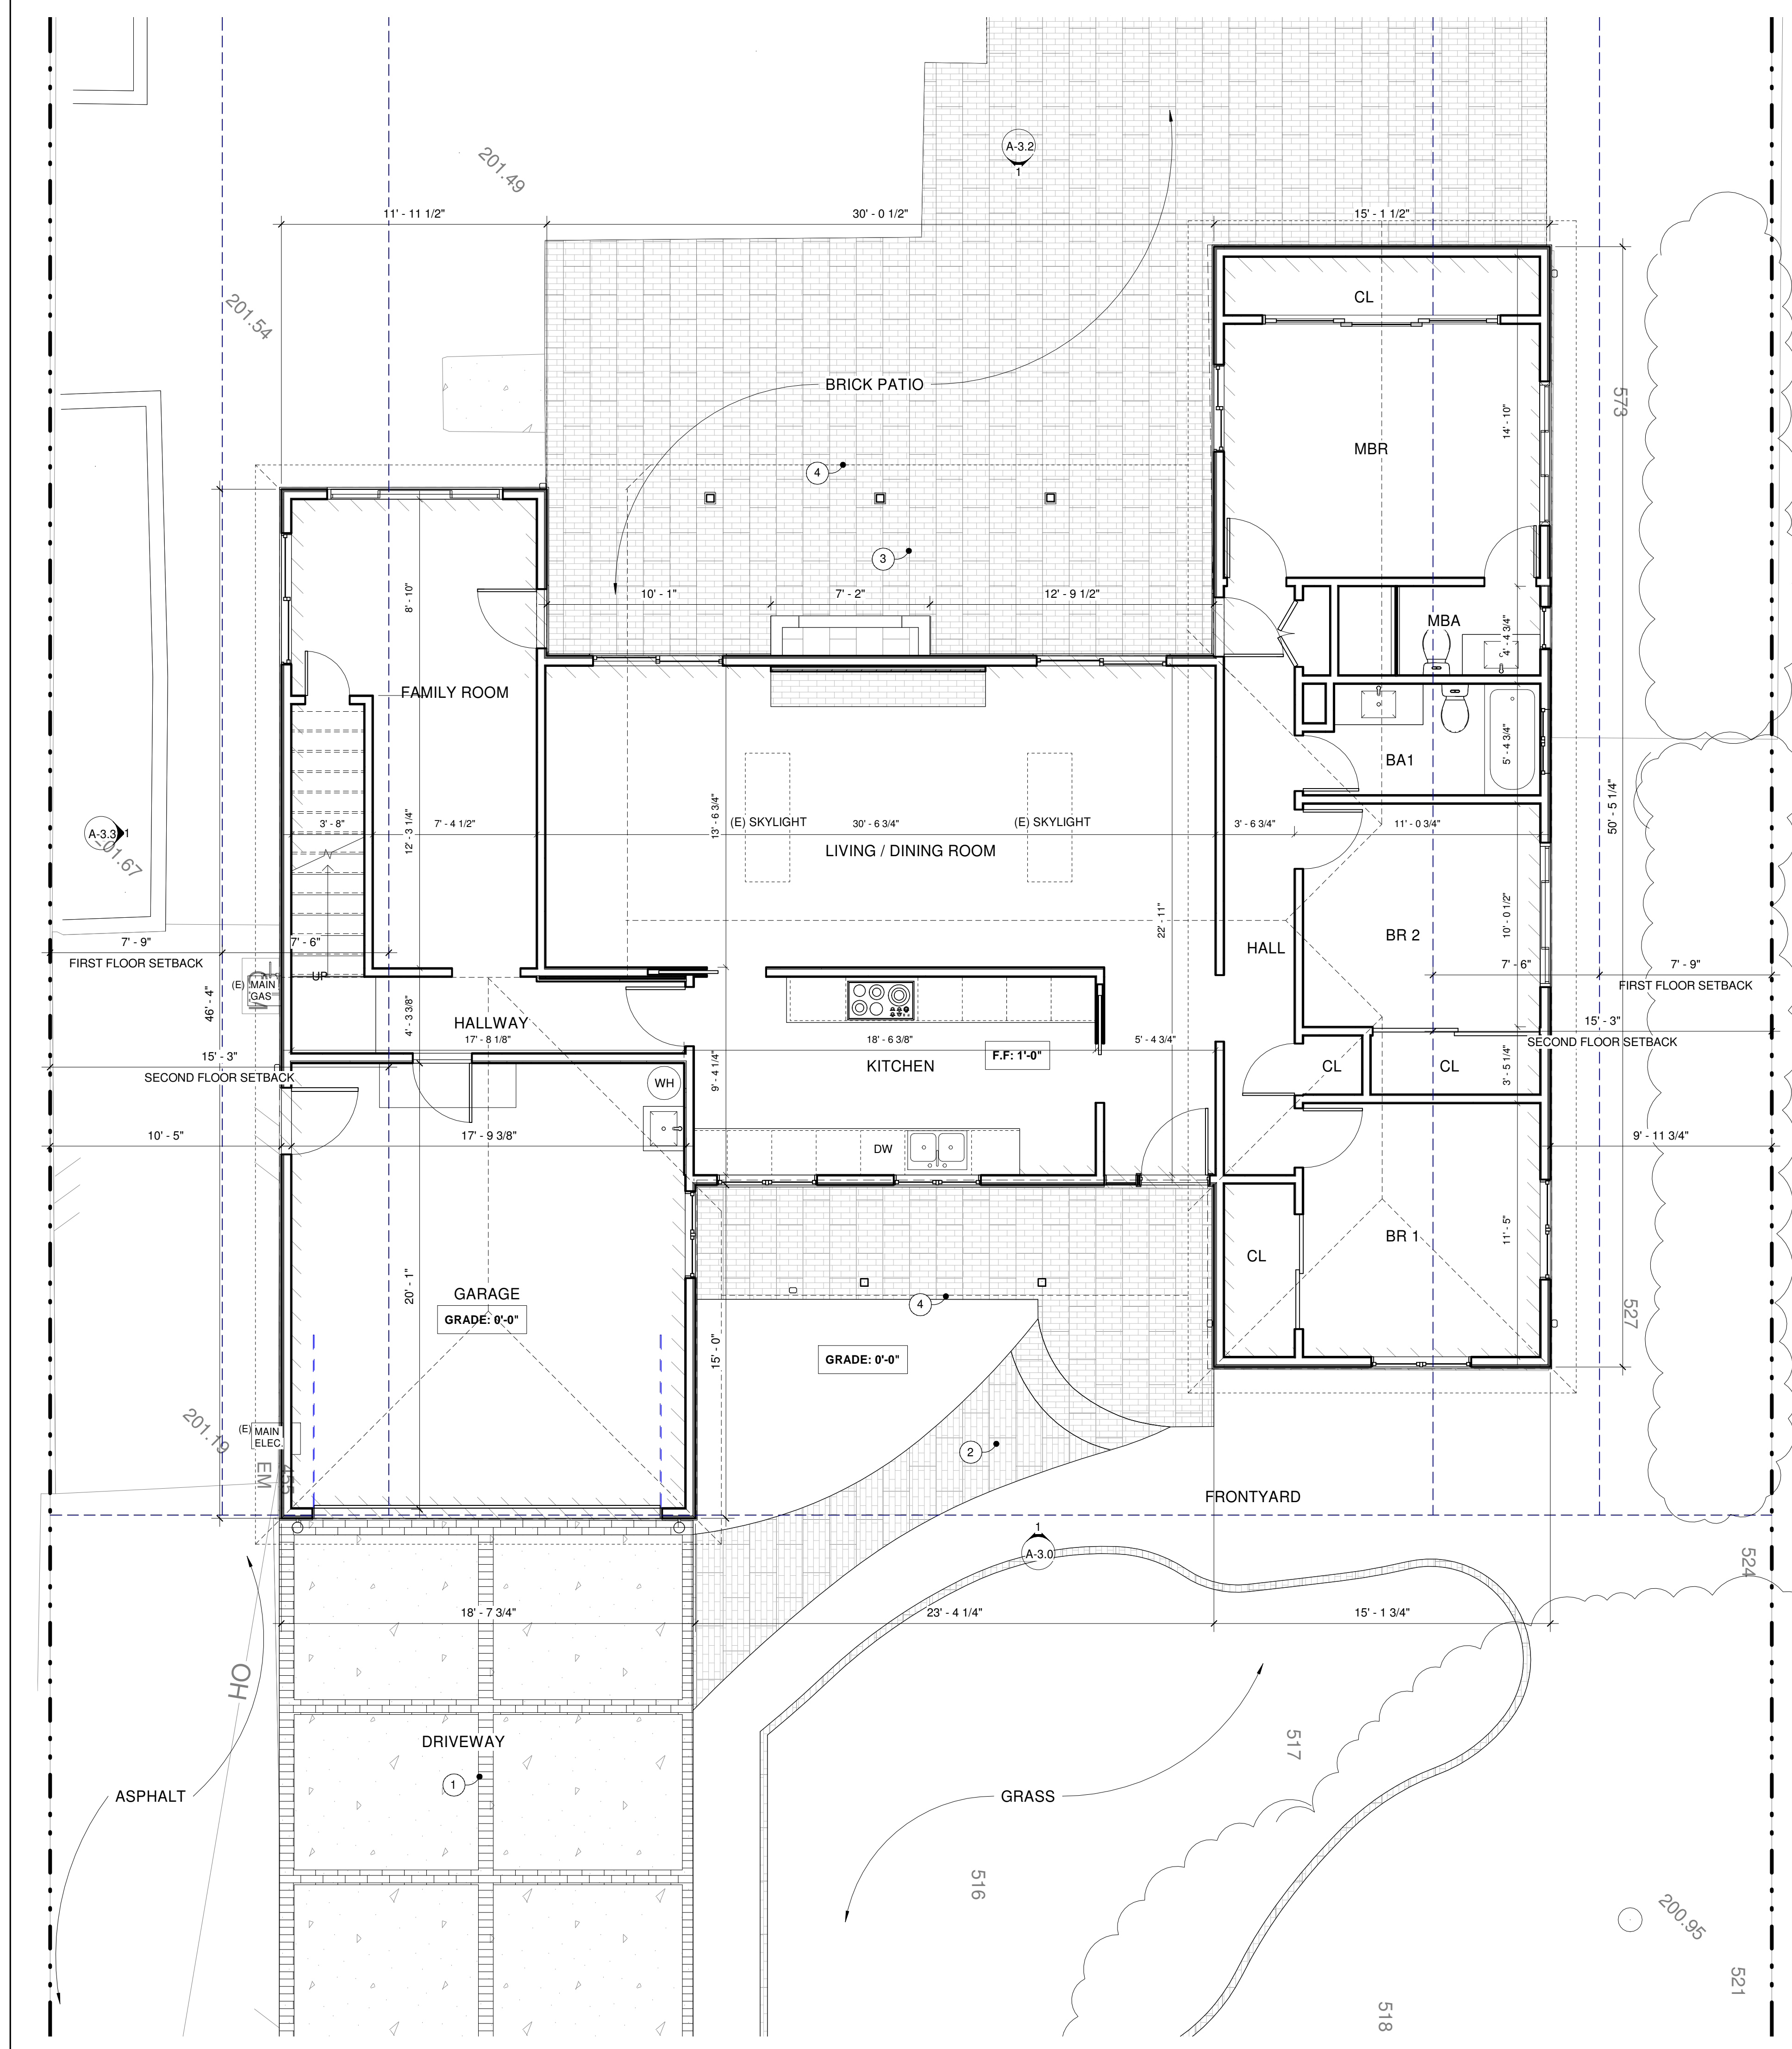 A-3.2
1
201.49
11' - 11 1/2"
30' - 0 1/2"
15' - 1 1/2"
201.54
CL
BRICK PATIO
573
14' - 10"
MBR
4
3
8' - 10"
10' - 1"
7' - 2"
12' - 9 1/2"
MBA
4' - 4 3/4"
FAMILY ROOM
BA1
5' - 4 3/4"
50' - 5 1/4"
A-3.3
1
01.67
3' - 8"
7' - 4 1/2"
12' - 3 1/4"
13' - 6 3/4"
(E) SKYLIGHT
30' - 6 3/4"
(E) SKYLIGHT
3' - 6 3/4"
11' - 0 3/4"
LIVING / DINING ROOM
22' - 11"
10' - 0 1/2"
7' - 9"
7' - 6"
HALL
BR 2
FIRST FLOOR SETBACK
7' - 6"
7' - 9"
UP
FIRST FLOOR SETBACK
(E)
MAIN
GAS
46' - 4"
4' - 3 3/8"
HALLWAY
17' - 8 1/8"
18' - 6 3/8"
5' - 4 3/4"
15' - 3"
SECOND FLOOR SETBACK
15' - 3"
SECOND FLOOR SETBACK
KITCHEN
F.F: 1'-0"
9' - 4 1/4"
CL
CL
3' - 5 1/4"
WH
10' - 5"
17' - 9 3/8"
DW
9' - 11 3/4"
CL
BR 1
11' - 5"
20' - 1"
GARAGE
GRADE: 0'-0"
4
527
15' - 0"
GRADE: 0'-0"
201.19
(E)
MAIN
ELEC.
EM
455
2
FRONTYARD
1
A-3.0
524
18' - 7 3/4"
23' - 4 1/4"
15' - 1 3/4"
OH
DRIVEWAY
517
1
ASPHALT
GRASS
516
200.95
521
518